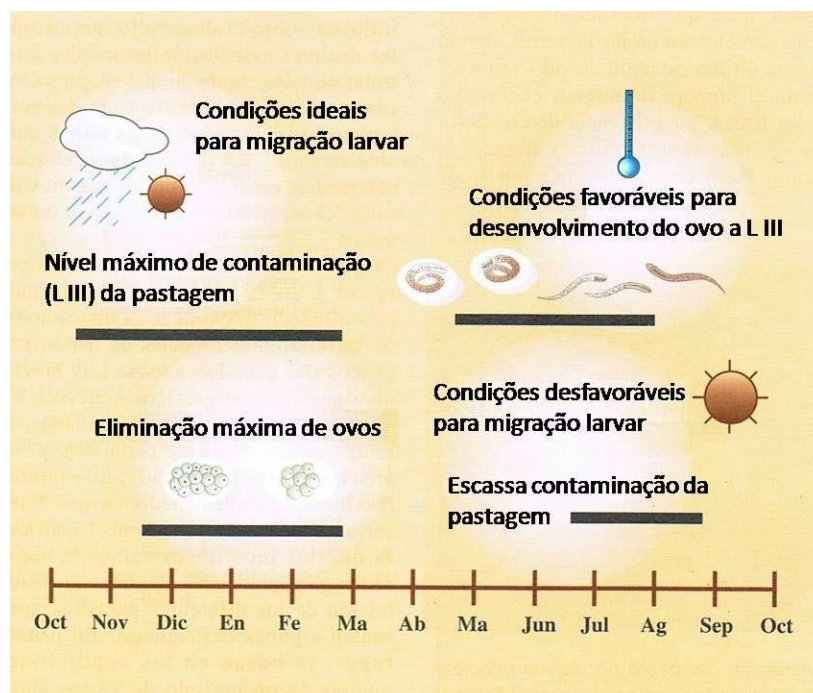 Condições ideais
para migração larvar
Condições favoráveis para
desenvolvimento do ovo a L III
Nível máximo de contaminação
(L III) da pastagem
Condições desfavoráveis
para migração larvar
Eliminação máxima de ovos
Escassa contaminação da
pastagem
Oct Nov Dic En Fe Ma Ab Ma Jun Jul Ag Sep Oct